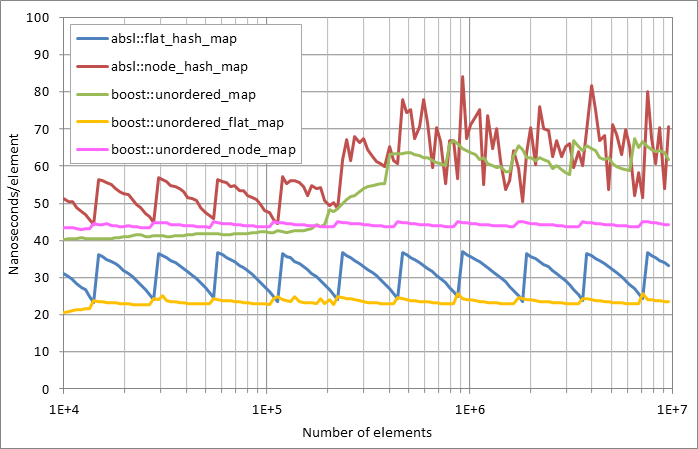 100
90
80
70
60
50
40
30
20
10
0
Nanoseconds/element
absl::flat_hash_map
absl::node_hash_map
boost::unordered_map
boost::unordered_flat_map
boost::unordered_node_map
1E+4
1E+5
1E+6
1E+7
Number of elements